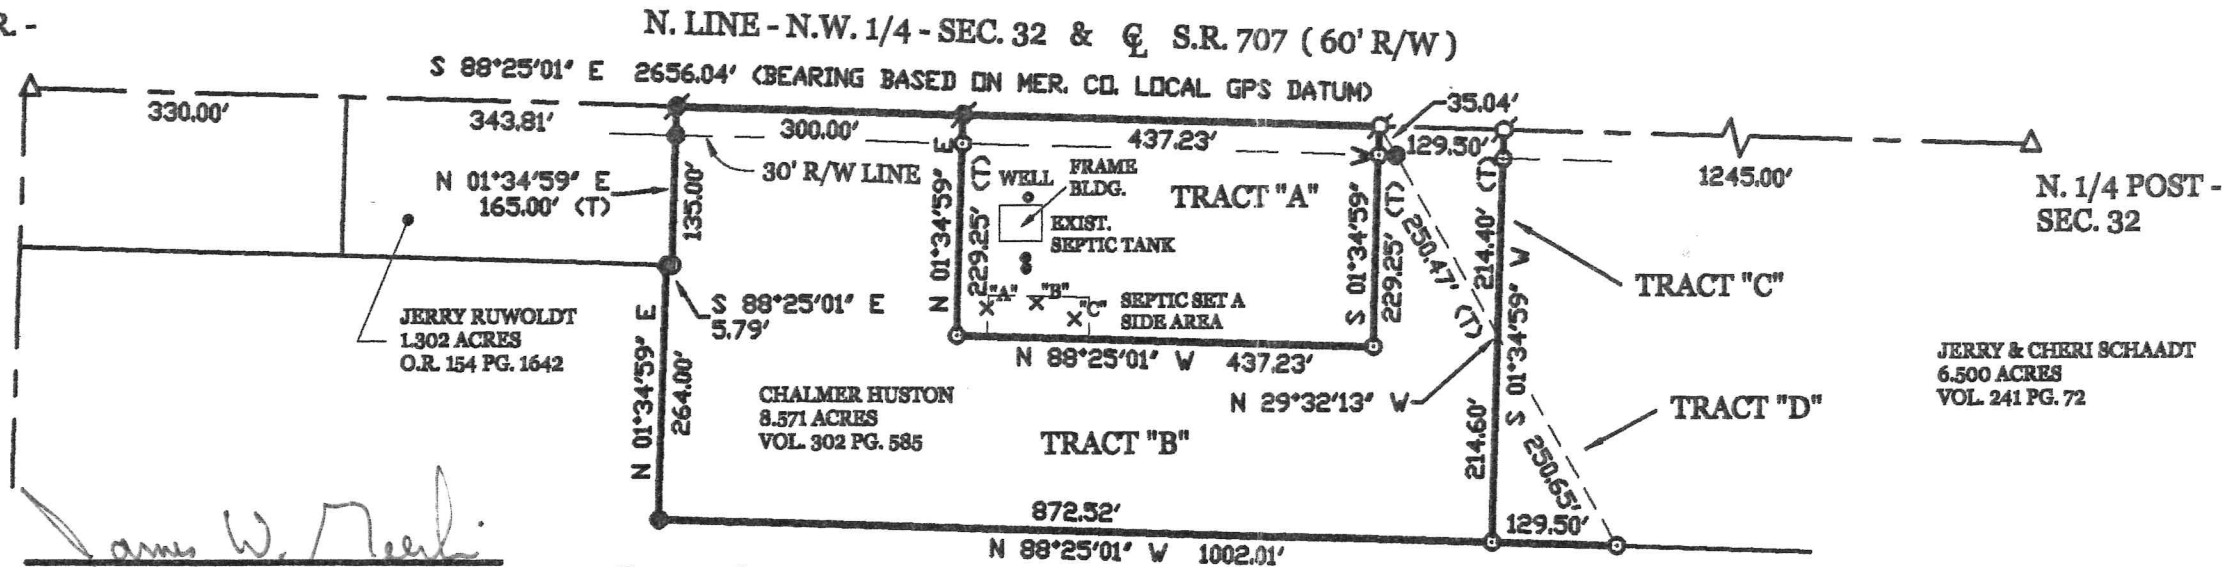 R. -
N. LINE - N.W. 1/4 - SEC. 32 & ℄ S.R. 707 ( 60' R/W )
S 88°25'01" E 2656.04' (BEARING BASED ON MER. CO. LOCAL GPS DATUM)
330.00'
343.81'
300.00'
437.23'
35.04'
129.50'
1245.00'
N. 1/4 POST -
SEC. 32
30' R/W LINE
N 01°34'59" E
165.00' (T)
135.00'
N 01°34'59" E
229.25' (T)
WELL
FRAME
BLDG.
TRACT "A"
EXIST.
SEPTIC TANK
"A" "B" "C"
SEPTIC SET A
SIDE AREA
S 01°34'59" W
229.25' (T)
250.47' (T)
214.40' (T)
S 01°34'59" W
TRACT "C"
S 88°25'01" E
5.79'
JERRY RUWOLDT
1.302 ACRES
O.R. 154 PG. 1642
N 01°34'59" E
264.00'
N 88°25'01" W 437.23'
CHALMER HUSTON
8.571 ACRES
VOL. 302 PG. 585
N 29°32'13" W
TRACT "B"
214.60'
250.65'
TRACT "D"
JERRY & CHERI SCHAADT
6.500 ACRES
VOL. 241 PG. 72
872.52'
129.50'
N 88°25'01" W 1002.01'
James W.